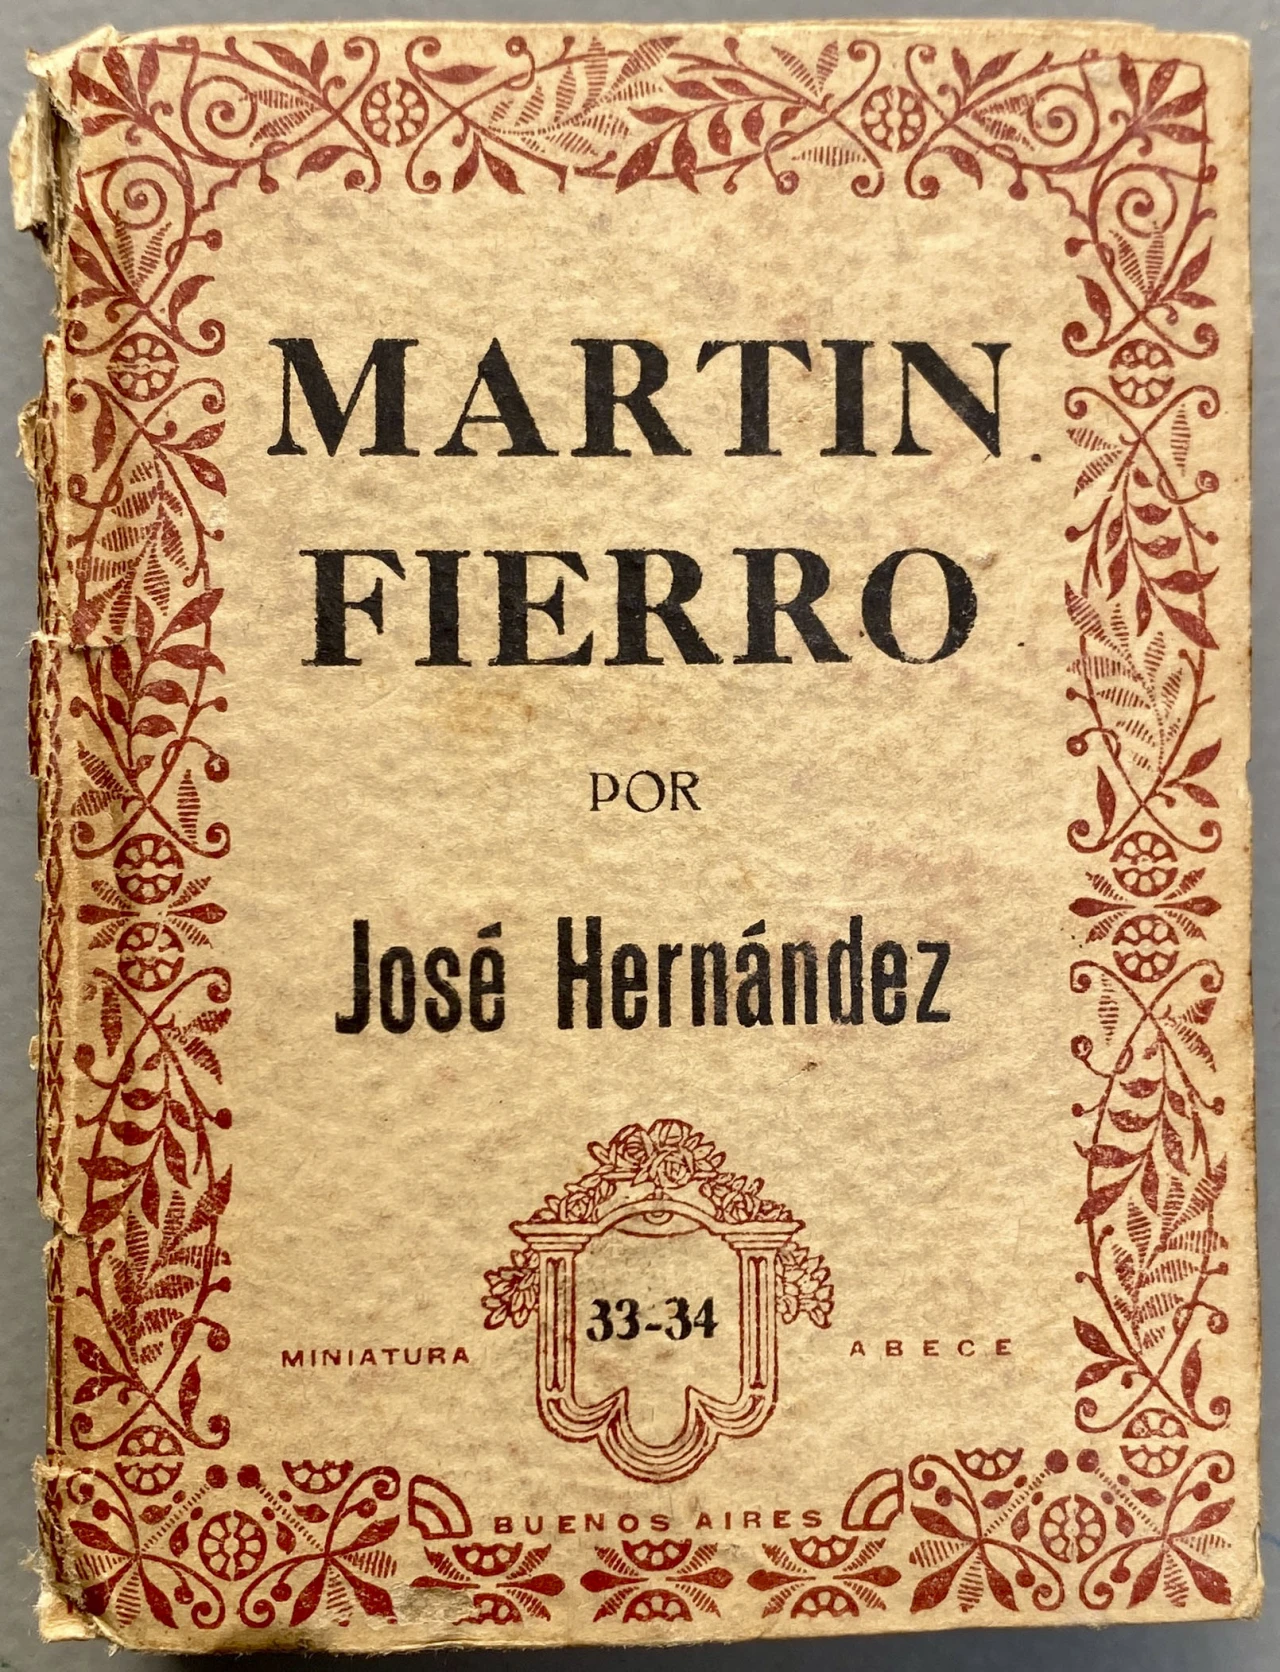 MARTIN
FIERRO
POR
José Hernández
33-34
MINIATURA ABECE
BUENOS AIRES